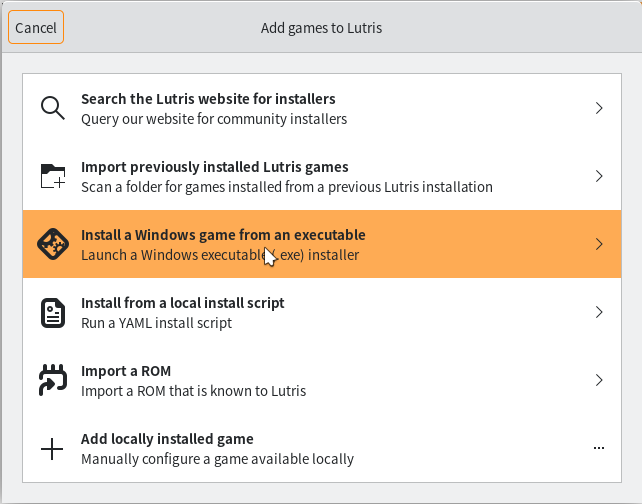 Cancel
Add games to Lutris
Search the Lutris website for installers
Query our website for community installers
Import previously installed Lutris games
Scan a folder for games installed from a previous Lutris installation
Install a Windows game from an executable
Launch a Windows executable (.exe) installer
Install from a local install script
Run a YAML install script
Import a ROM
Import a ROM that is known to Lutris
Add locally installed game
Manually configure a game available locally